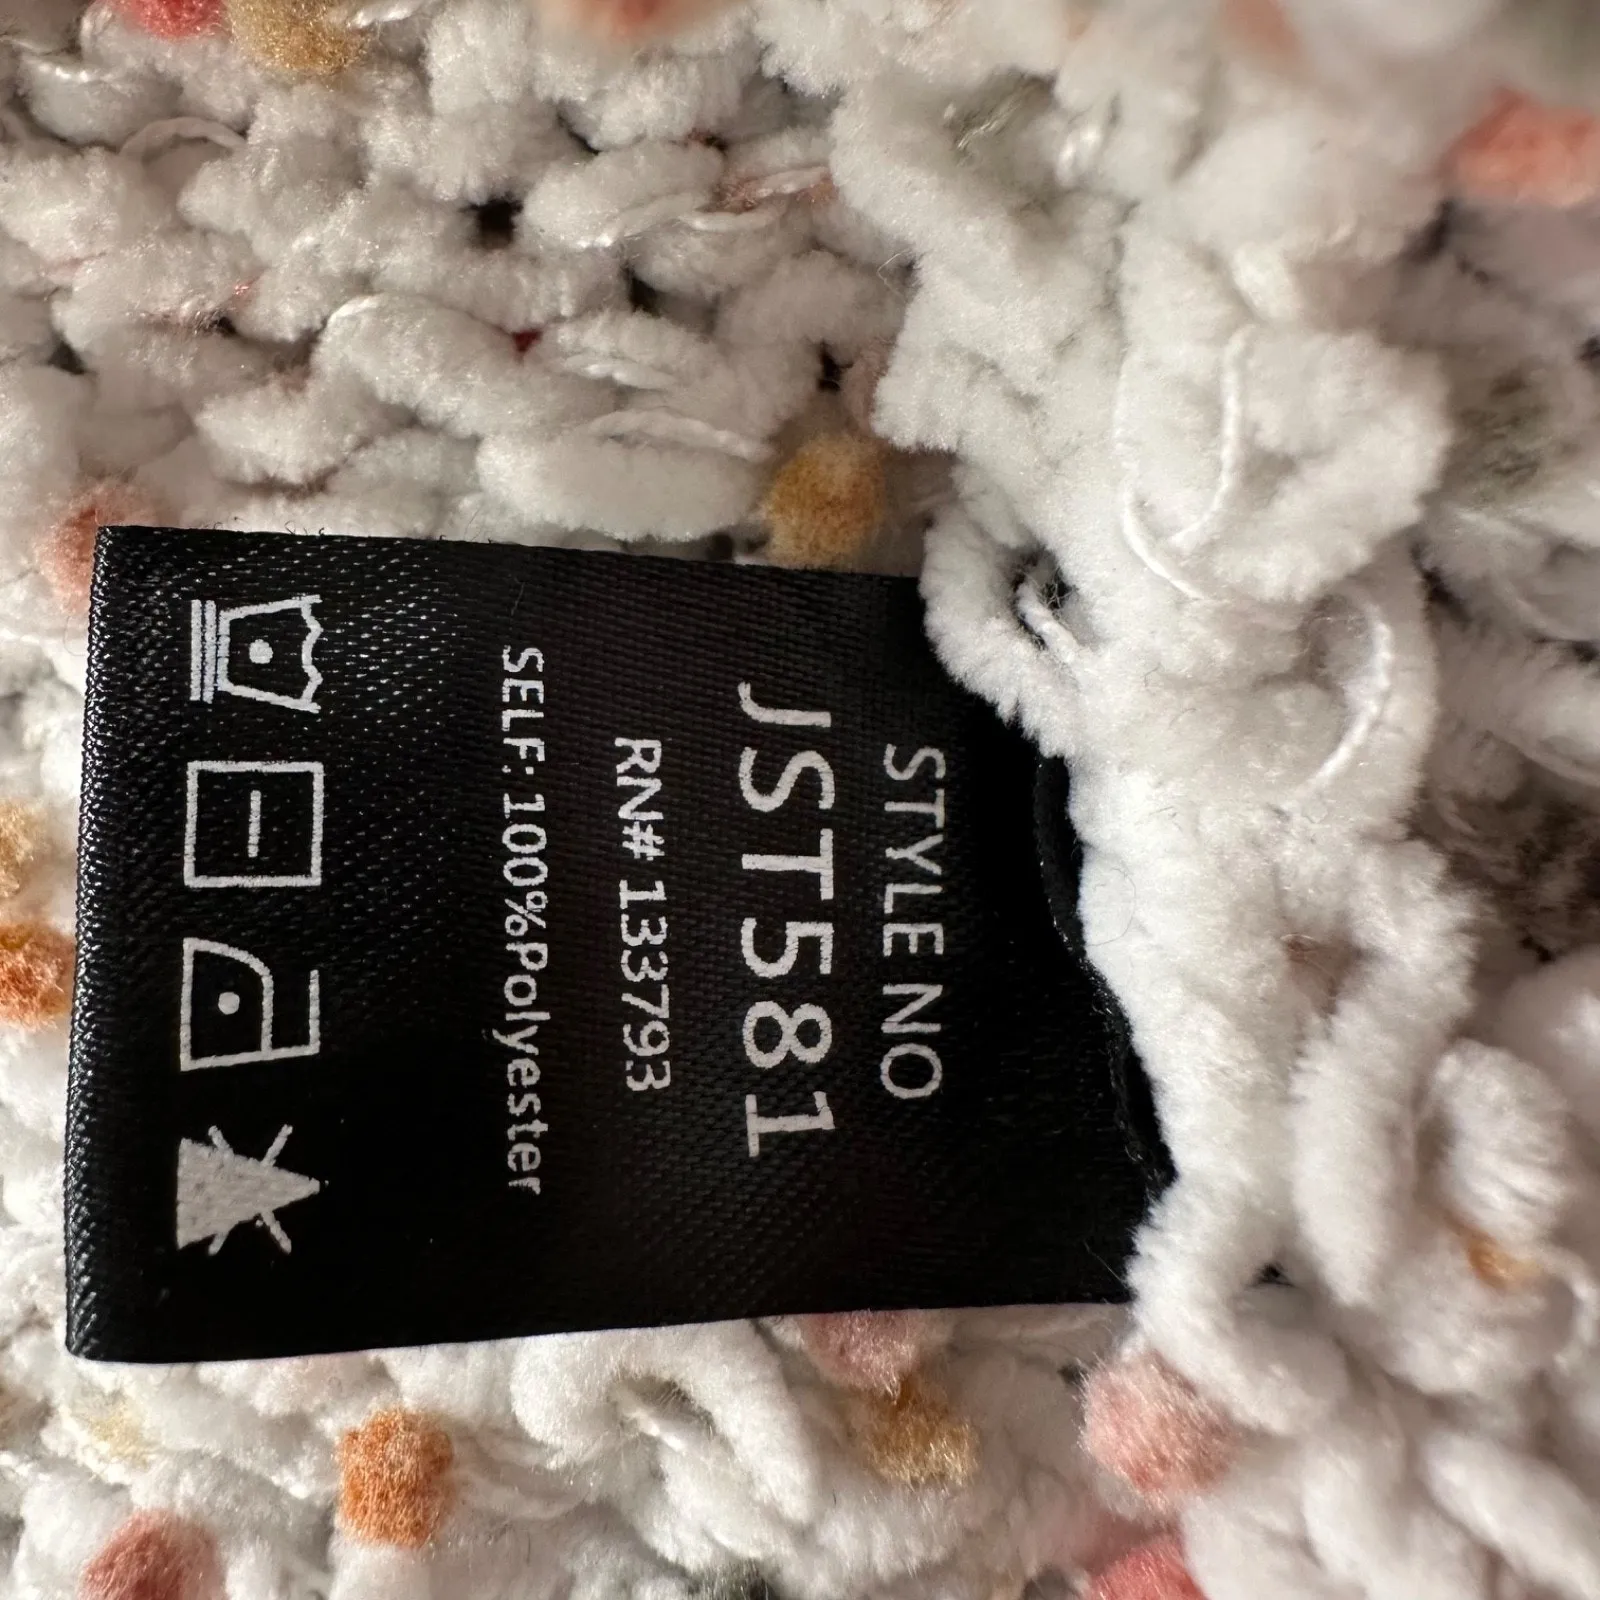 STYLE NO
JST581
RN# 133793
SELF: 100%Polyester